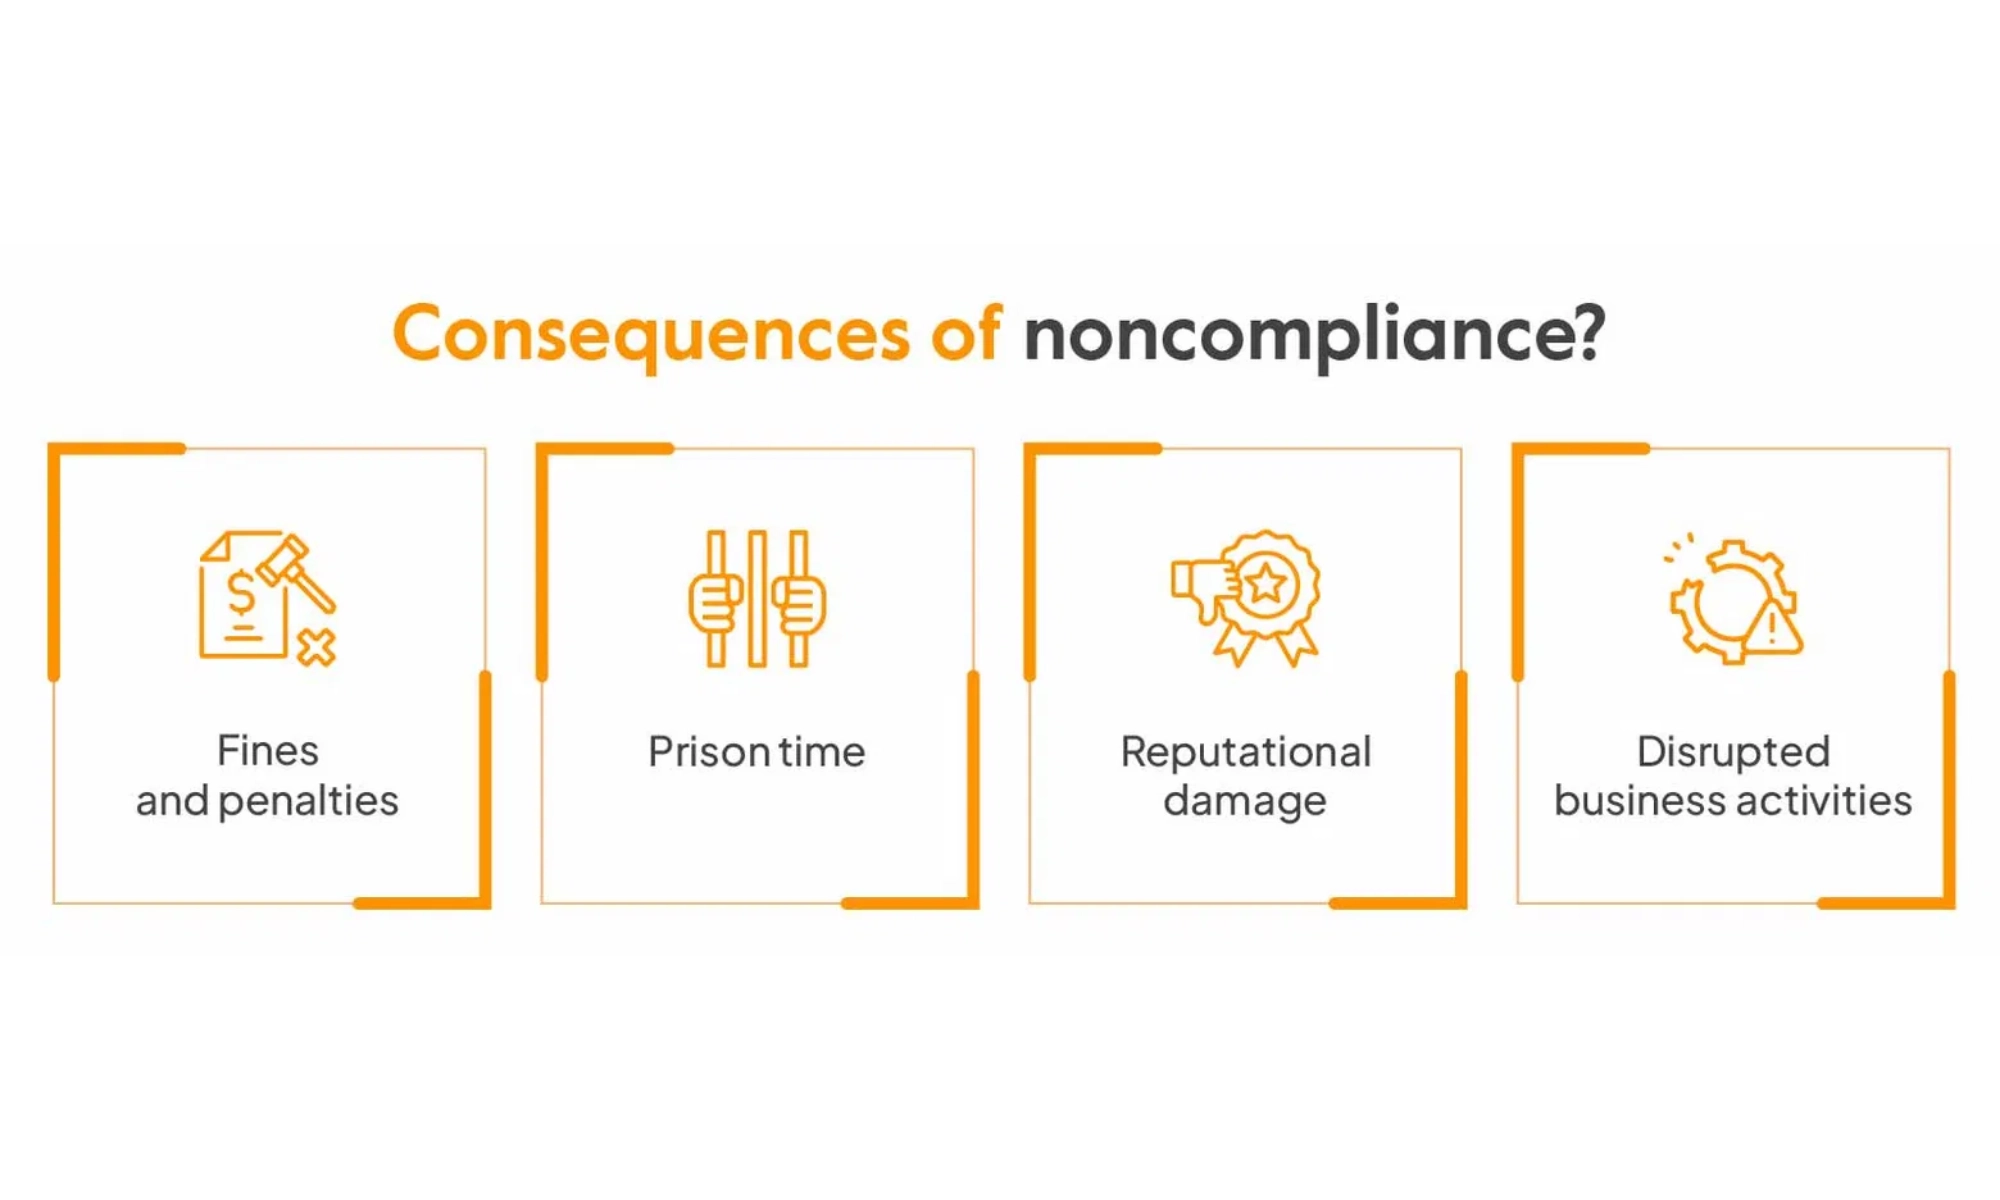 Consequences of noncompliance?
$
Fines
and penalties
Prison time
Reputational
damage
!
Disrupted
business activities